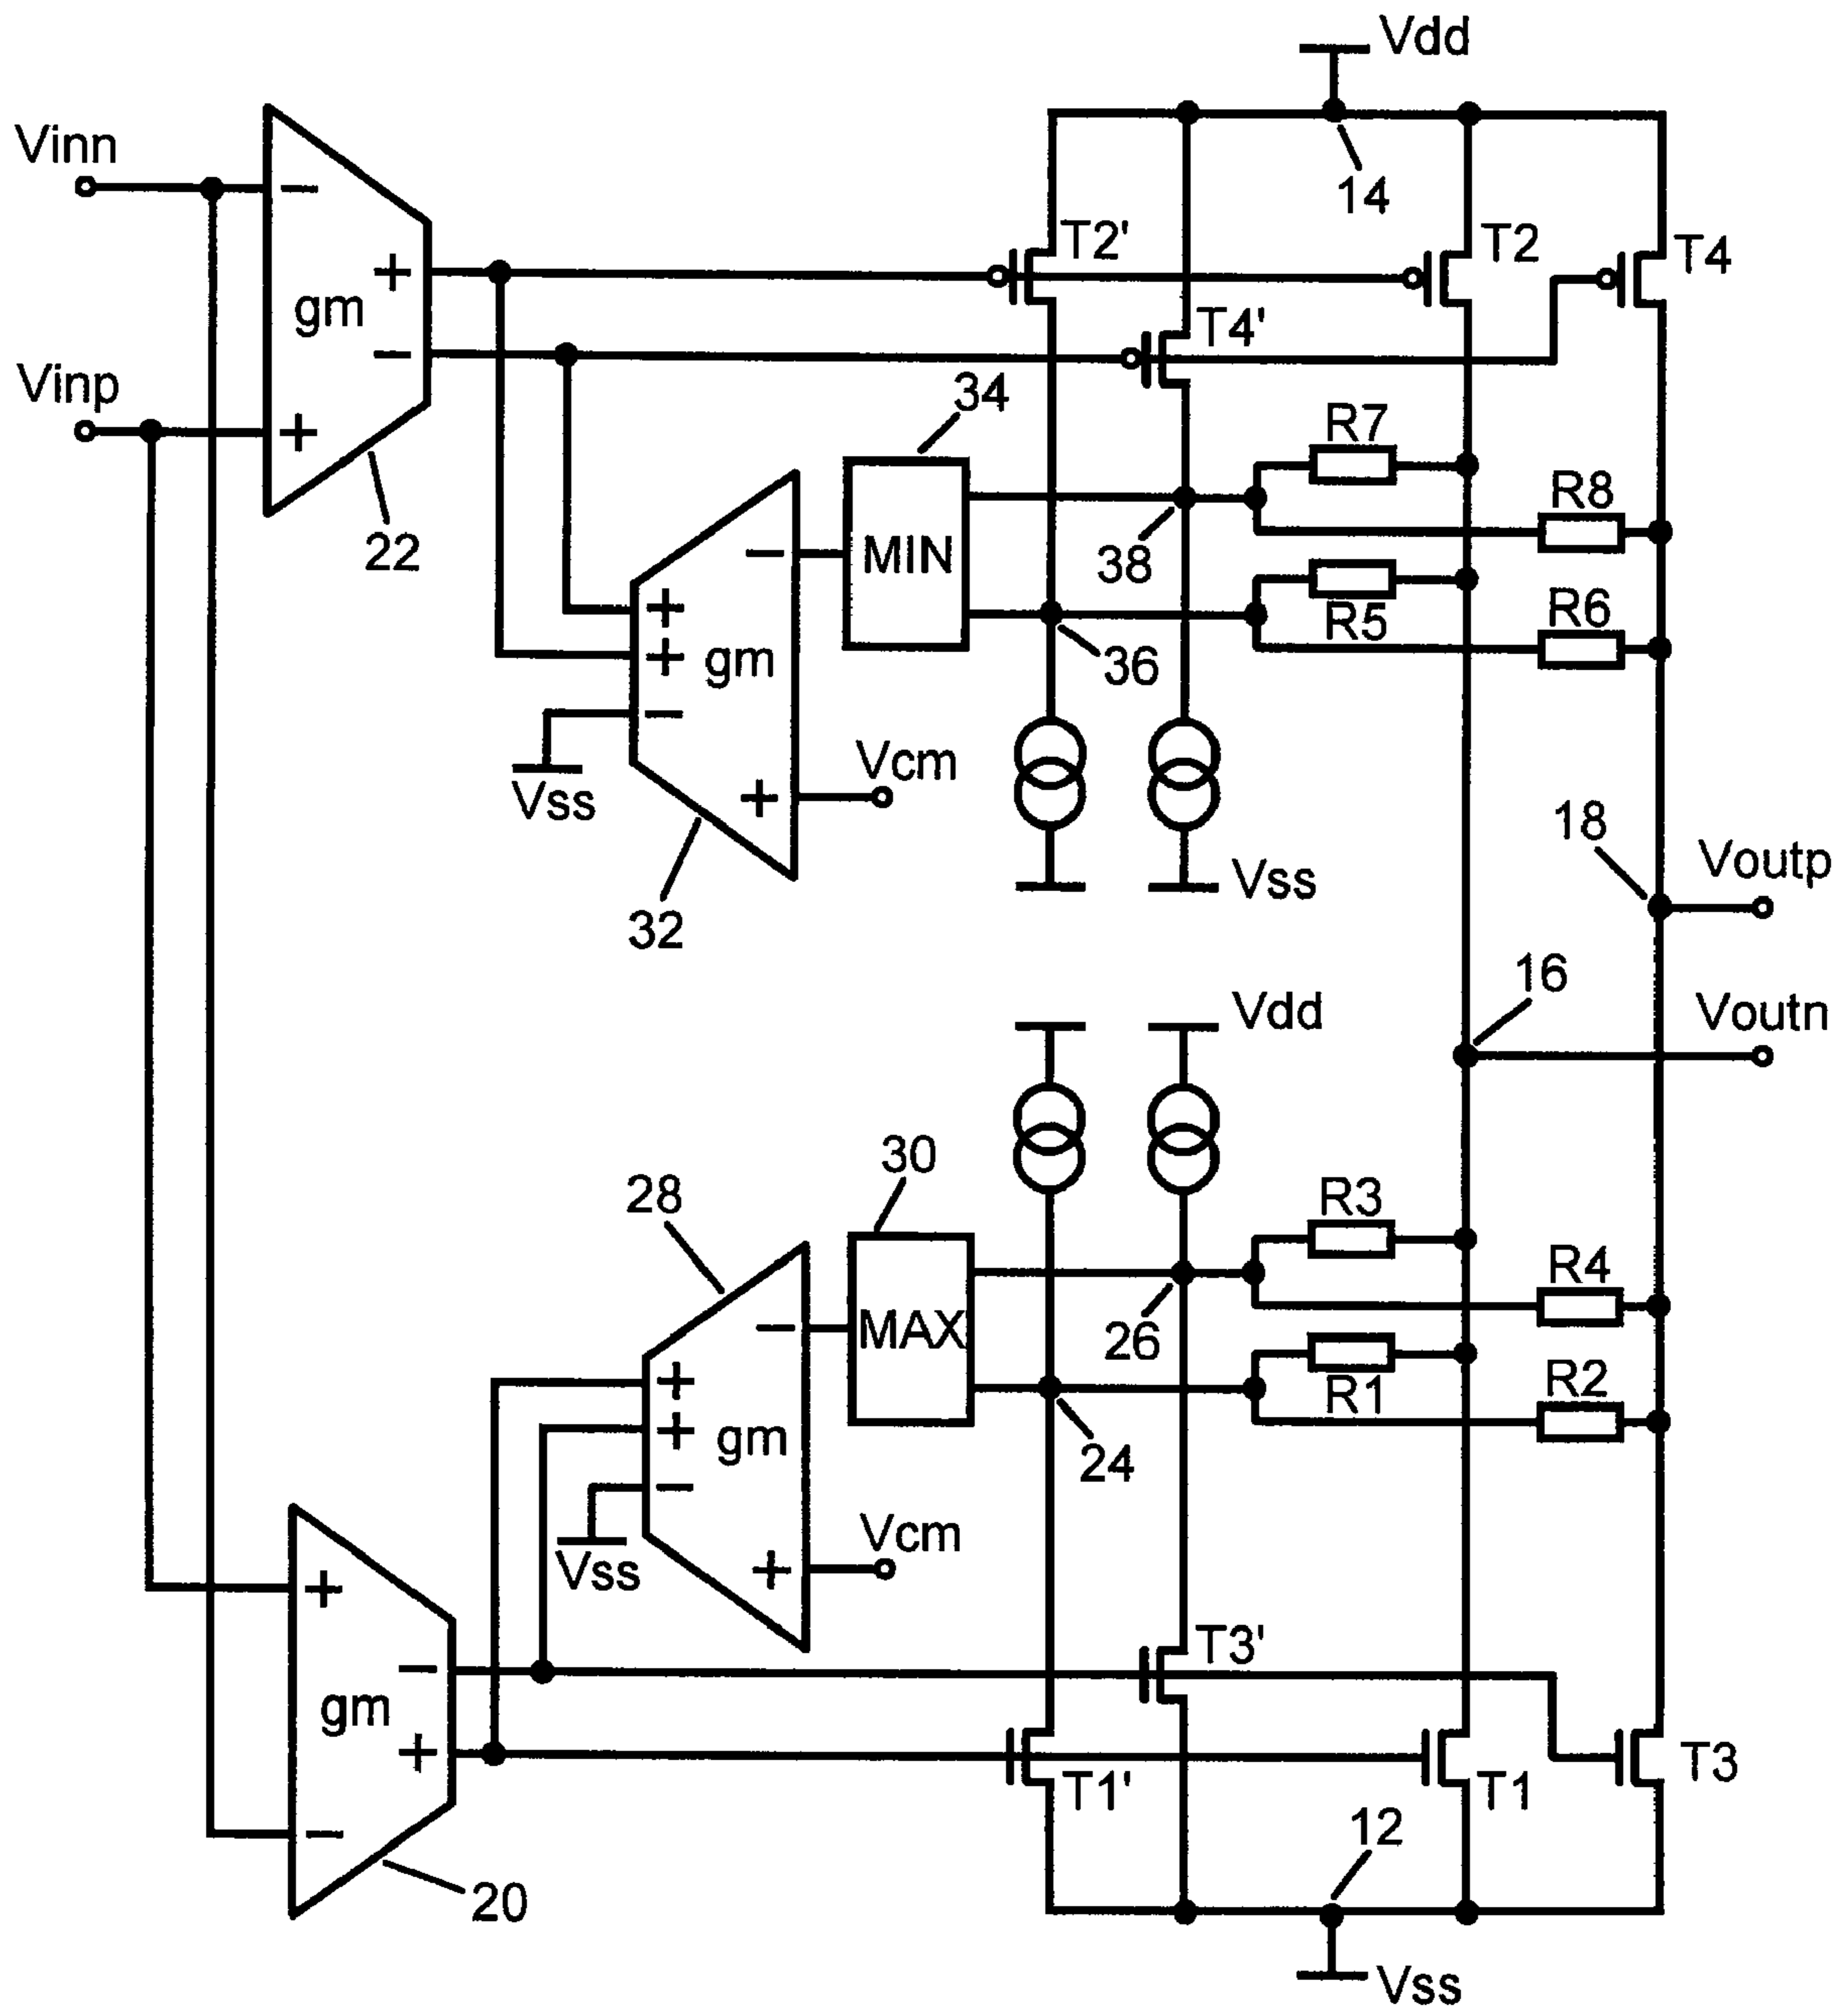 Vdd
Vinn
−
14
T2'
T2
T4
+
gm
−
T4'
Vinp
+
34
R7
22
−
MIN
38
R8
+
+
gm
−
36
R5
R6
Vss
Vcm
+
18
Voutp
32
Vss
16
Voutn
Vdd
28
30
R3
−
MAX
26
R4
+
+
gm
−
24
R1
R2
Vss
Vcm
+
+
−
gm
+
T3'
T1'
T1
T3
−
20
12
Vss